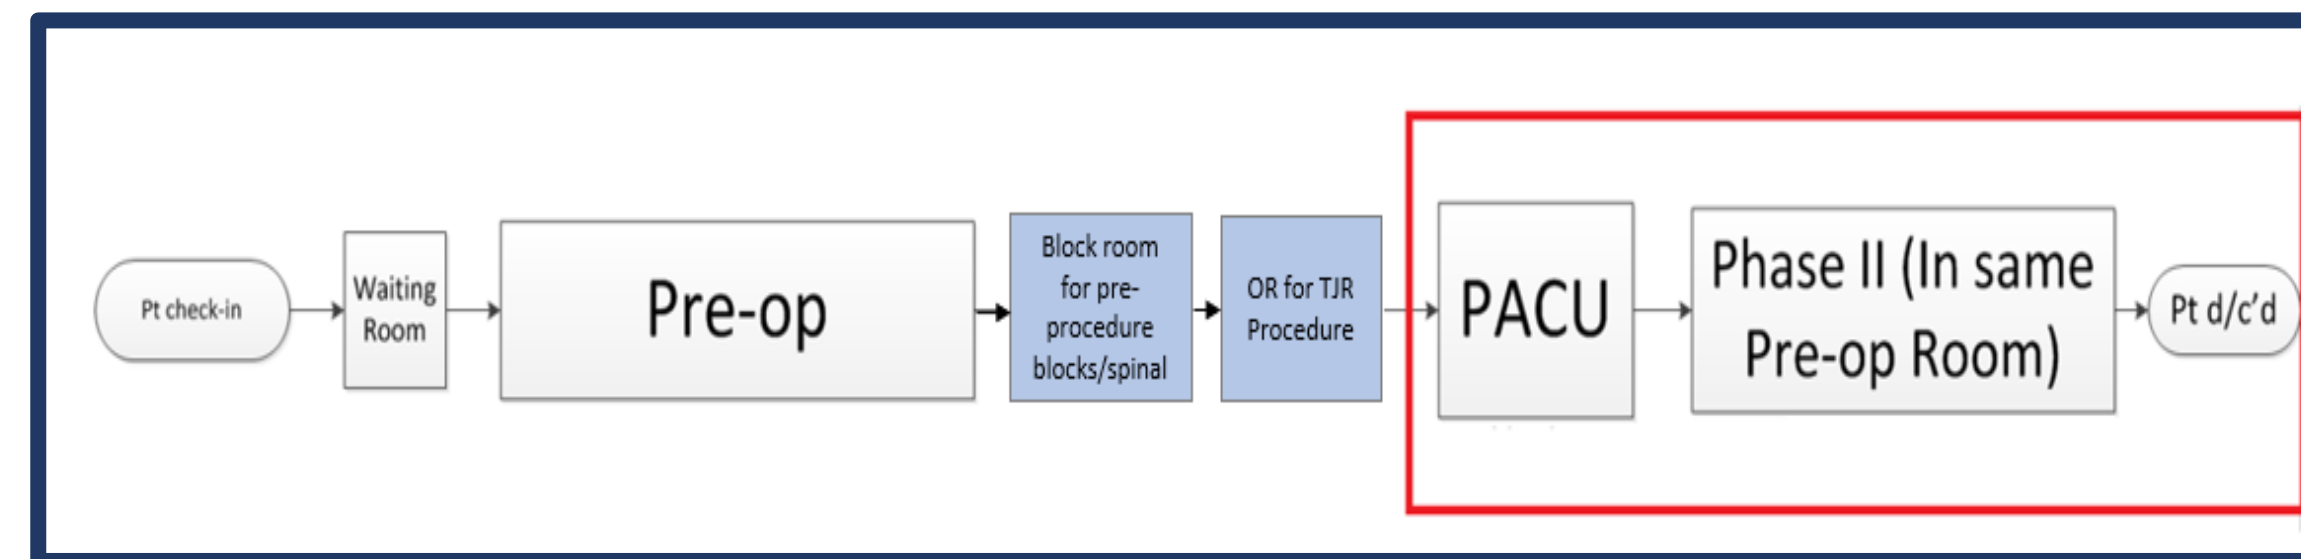 Pt check-in
Waiting
Room
Pre-op
Block room
for pre-
procedure
blocks/spinal
OR for TJR
Procedure
PACU
Phase II (In same
Pre-op Room)
Pt d/c'd